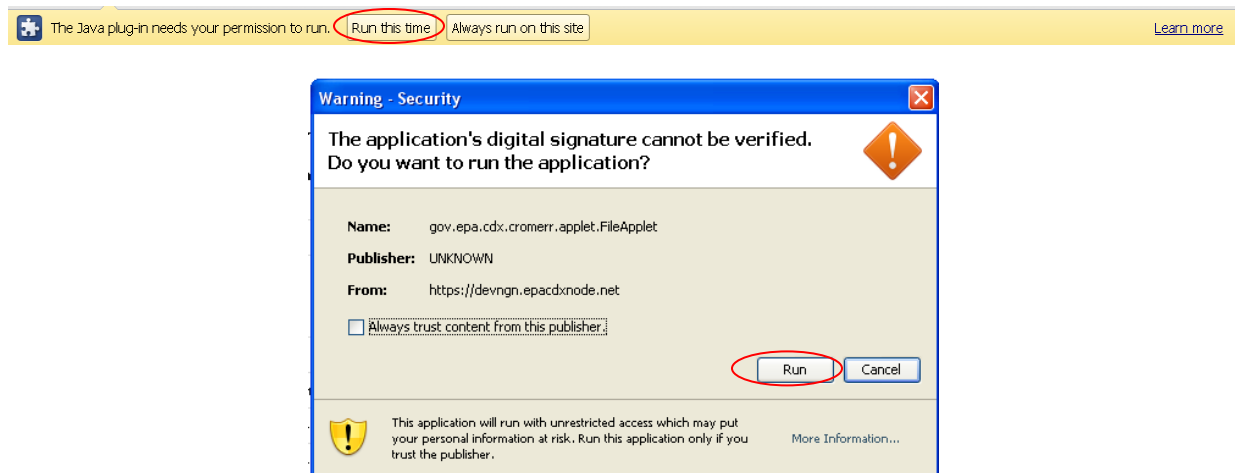 The Java plug-in needs your permission to run. Run this time Always run on this site Learn more
Warning - Security
The application's digital signature cannot be verified.
Do you want to run the application?
Name: gov.epa.cdx.cromerr.applet.FileApplet
Publisher: UNKNOWN
From: https://devngn.epacdxnode.net
Always trust content from this publisher.
Run Cancel
This application will run with unrestricted access which may put
your personal information at risk. Run this application only if you More Information...
trust the publisher.